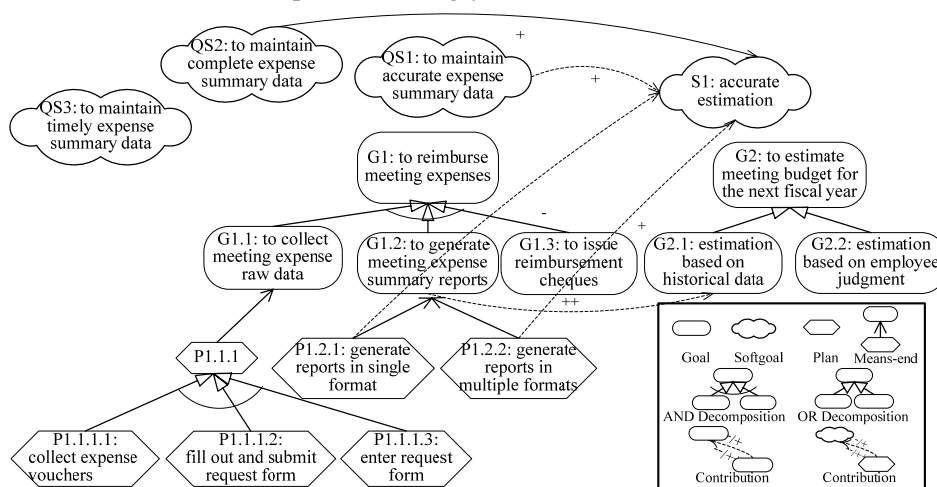 QS2: to maintain
complete expense
summary data
+
QS1: to maintain
accurate expense
summary data
+
S1: accurate
estimation
QS3: to maintain
timely expense
summary data
G1: to reimburse
meeting expenses
G2: to estimate
meeting budget for
the next fiscal year
-
+
G1.1: to collect
meeting expense
raw data
G1.2: to generate
meeting expense
summary reports
G1.3: to issue
reimbursement
cheques
G2.1: estimation
based on
historical data
G2.2: estimation
based on employee
judgment
++
P1.1.1
P1.2.1: generate
reports in single
format
P1.2.2: generate
reports in
multiple formats
P1.1.1.1:
collect expense
vouchers
P1.1.1.2:
fill out and submit
request form
P1.1.1.3:
enter request
form
Goal
Softgoal
Plan
Means-end
AND Decomposition
OR Decomposition
Contribution
Contribution